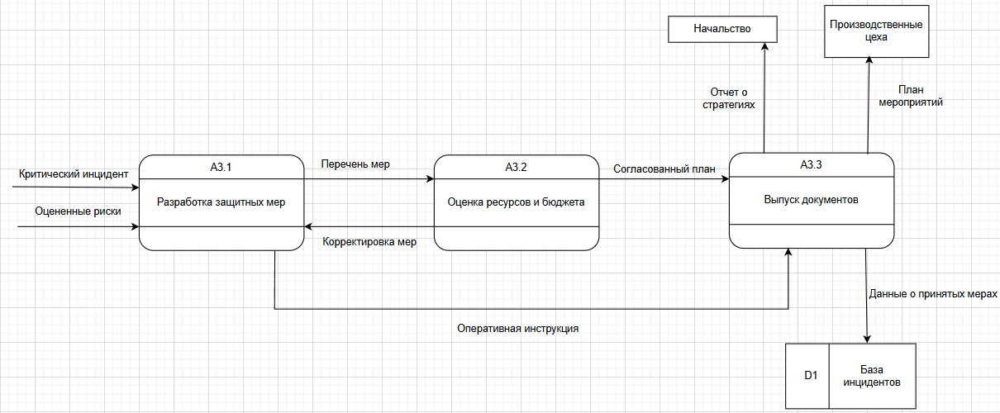 Начальство
Производственные
цеха
Отчет о
стратегиях
План
мероприятий
Критический инцидент
Оцененные риски
А3.1
Разработка защитных мер
Перечень мер
Корректировка мер
А3.2
Оценка ресурсов и бюджета
Согласованный план
А3.3
Выпуск документов
Оперативная инструкция
Данные о принятых мерах
D1
База
инцидентов